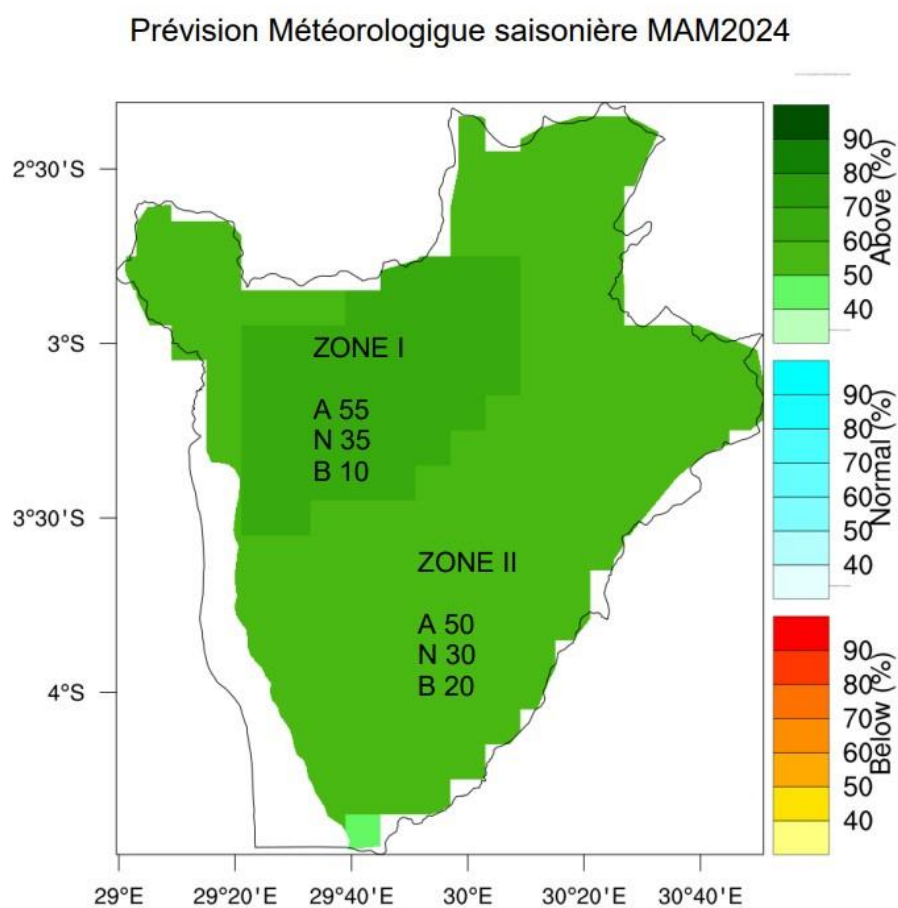 Prévision Météorologigue saisonière MAM2024
2°30'S
3°S
3°30'S
4°S
29°E
29°20'E
29°40'E
30°E
30°20'E
30°40'E
ZONE I
A 55
N 35
B 10
ZONE II
A 50
N 30
B 20
90
80
70
60
50
40
Above (%)
90
80
70
60
50
40
Normal (%)
90
80
70
60
50
40
Below (%)